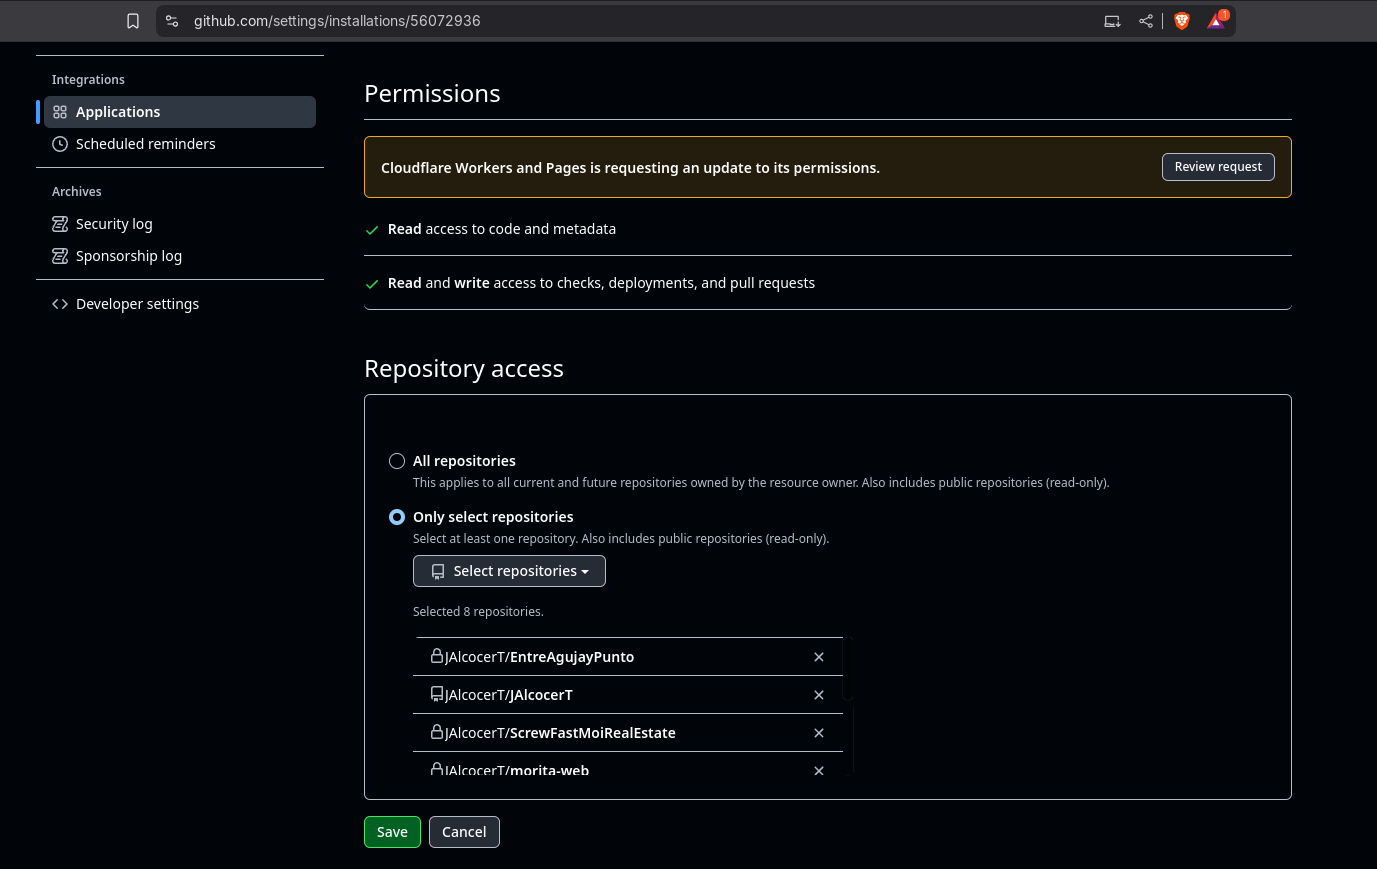 github.com/settings/installations/56072936
1
Integrations
Applications
Scheduled reminders
Archives
Security log
Sponsorship log
Developer settings
Permissions
Cloudflare Workers and Pages is requesting an update to its permissions.
Review request
Read access to code and metadata
Read and write access to checks, deployments, and pull requests
Repository access
All repositories
This applies to all current and future repositories owned by the resource owner. Also includes public repositories (read-only).
Only select repositories
Select at least one repository. Also includes public repositories (read-only).
Select repositories
Selected 8 repositories.
JAlcocerT/EntreAgujayPunto
JAlcocerT/JAlcocerT
JAlcocerT/ScrewFastMoiRealEstate
JAlcocerT/morita-web
Save
Cancel